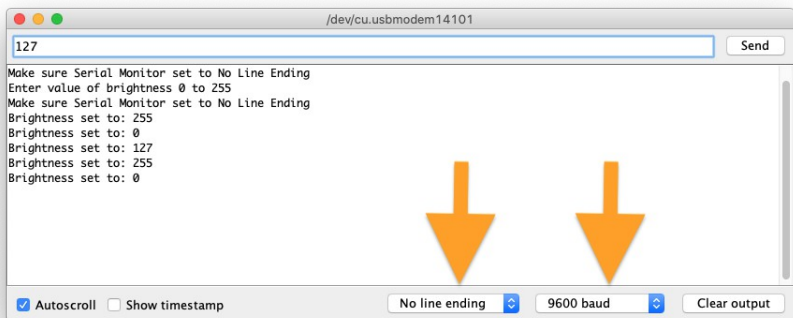 /dev/cu.usbmodem14101
127
Send
Make sure Serial Monitor set to No Line Ending
Enter value of brightness 0 to 255
Make sure Serial Monitor set to No Line Ending
Brightness set to: 255
Brightness set to: 0
Brightness set to: 127
Brightness set to: 255
Brightness set to: 0
Autoscroll Show timestamp No line ending 9600 baud Clear output